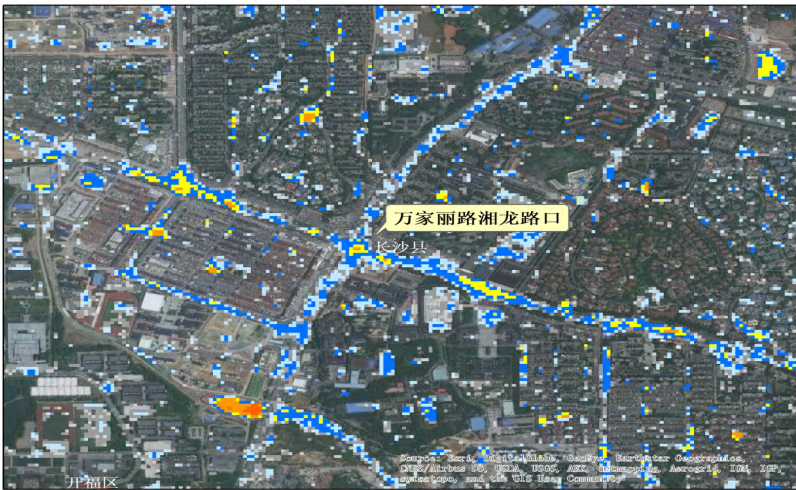 万家丽路湘龙路口
长沙县
Source: Esri, DigitalGlobe, GeoEye, Earthstar Geographics,
CNES/Airbus DS, USDA, USGS, AEX, Getmapping, Aerogrid, IGN, IGP,
swisstopo, and the GIS User Community
开福区